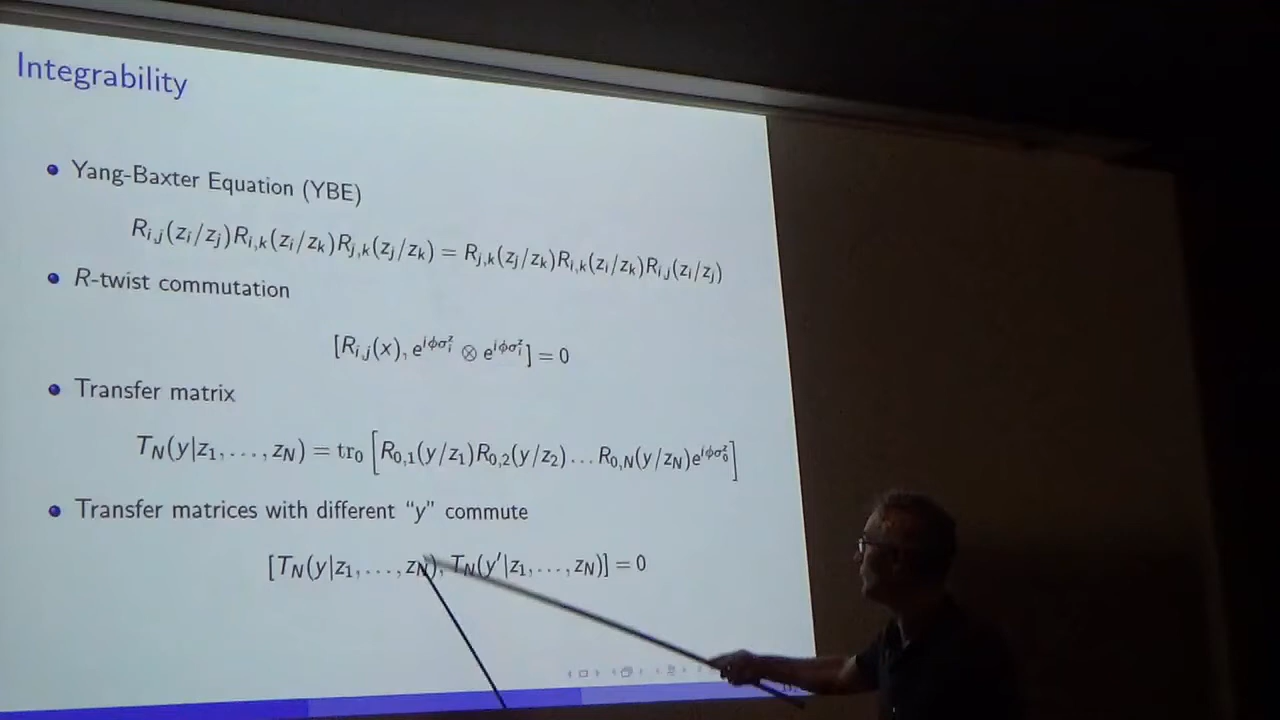 Integrability
Yang-Baxter Equation (YBE)
R_{i,j}(z_i/z_j)R_{i,k}(z_i/z_k)R_{j,k}(z_j/z_k) = R_{j,k}(z_j/z_k)R_{i,k}(z_i/z_k)R_{i,j}(z_i/z_j)
R-twist commutation
[R_{i,j}(x), e^{iϕσ_i^z} ⊗ e^{iϕσ_i^z}] = 0
Transfer matrix
T_N(y|z_1, …, z_N) = tr_0 [R_{0,1}(y/z_1)R_{0,2}(y/z_2) … R_{0,N}(y/z_N)e^{iϕσ_0^z}]
Transfer matrices with different “y” commute
[T_N(y|z_1, …, z_N), T_N(y′|z_1, …, z_N)] = 0